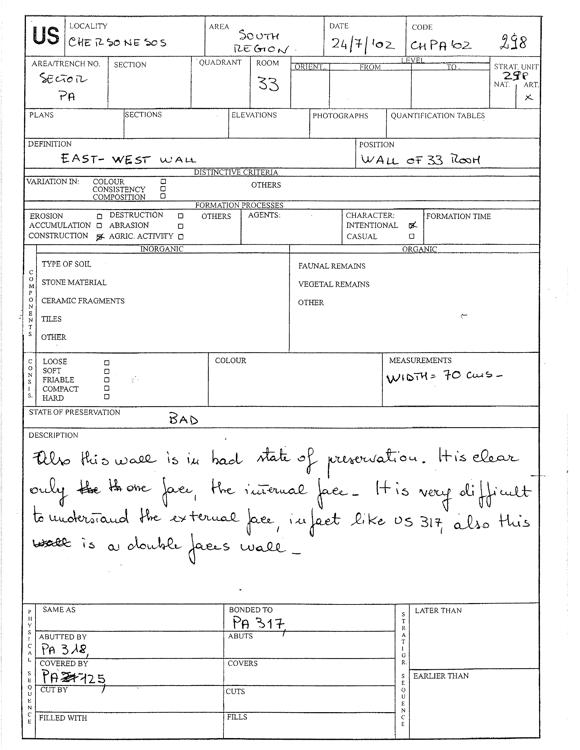 US
LOCALITY
CHERSONESOS
AREA
SOUTH
REGION
DATE
24/7/'02
CODE
CHPA '02
298
AREA/TRENCH NO.
SECTOR
PA
SECTION
QUADRANT
ROOM
33
LEVEL
ORIENT.
FROM
TO
STRAT. UNIT
298
NAT.
ART.
x
PLANS
SECTIONS
ELEVATIONS
PHOTOGRAPHS
QUANTIFICATION TABLES
DEFINITION
EAST-WEST WALL
POSITION
WALL OF 33 ROOM
DISTINCTIVE CRITERIA
VARIATION IN:
COLOUR
CONSISTENCY
COMPOSITION
OTHERS
FORMATION PROCESSES
EROSION
DESTRUCTION
OTHERS
AGENTS:
CHARACTER:
FORMATION TIME
ACCUMULATION
ABRASION
INTENTIONAL
CONSTRUCTION
AGRIC. ACTIVITY
CASUAL
COMPONENTS
INORGANIC
ORGANIC
TYPE OF SOIL
STONE MATERIAL
CERAMIC FRAGMENTS
TILES
OTHER
FAUNAL REMAINS
VEGETAL REMAINS
OTHER
CONSIS.
LOOSE
SOFT
FRIABLE
COMPACT
HARD
COLOUR
MEASUREMENTS
WIDTH= 70 cms-
STATE OF PRESERVATION
BAD
DESCRIPTION
Also this wall is in bad state of preservation. It is clear
only the th one face, the internal face - It is very difficult
to understand the external face, infact like US 317, also this
wall is a double faces wall -
PHYSICAL SEQUENCE
SAME AS
BONDED TO
PA 317,
ABUTTED BY
PA 318,
ABUTS
COVERED BY
PA 125,
COVERS
CUT BY
CUTS
FILLED WITH
FILLS
STRATIGR. SEQUENCE
LATER THAN
EARLIER THAN